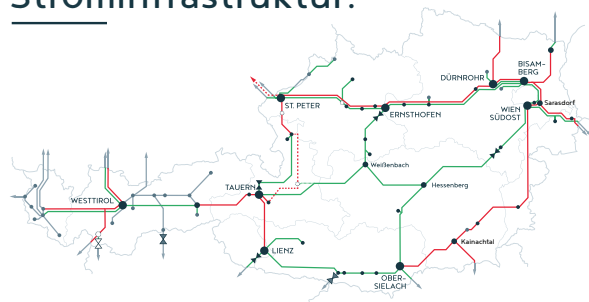 Strominfrastruktur.
DÜRNROHR
BISAM-
BERG
ST. PETER
ERNSTHOFEN
WIEN
SÜDOST
Sarasdorf
Weißenbach
TAUERN
Hessenberg
WESTTIROL
LIENZ
Kainachtal
OBER-
SIELACH